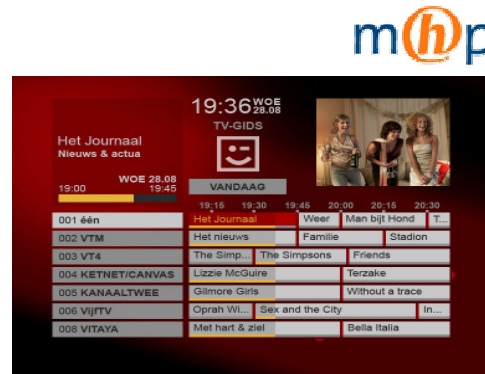 mhp
19:36 WOE 28.08
TV-GIDS
Het Journaal
Nieuws & actua
WOE 28.08
19:00 19:45
VANDAAG
19:15 19:30 19:45 20:00 20:15 20:30
001 één Het Journaal Weer Man bijt Hond T...
002 VTM Het nieuws Familie Stadion
003 VT4 The Simp... The Simpsons Friends
004 KETNET/CANVAS Lizzie McGuire Terzake
005 KANAALTWEE Gilmore Girls Without a trace
006 VijfTV Oprah Wi... Sex and the City In...
008 VITAYA Met hart & ziel Bella Italia